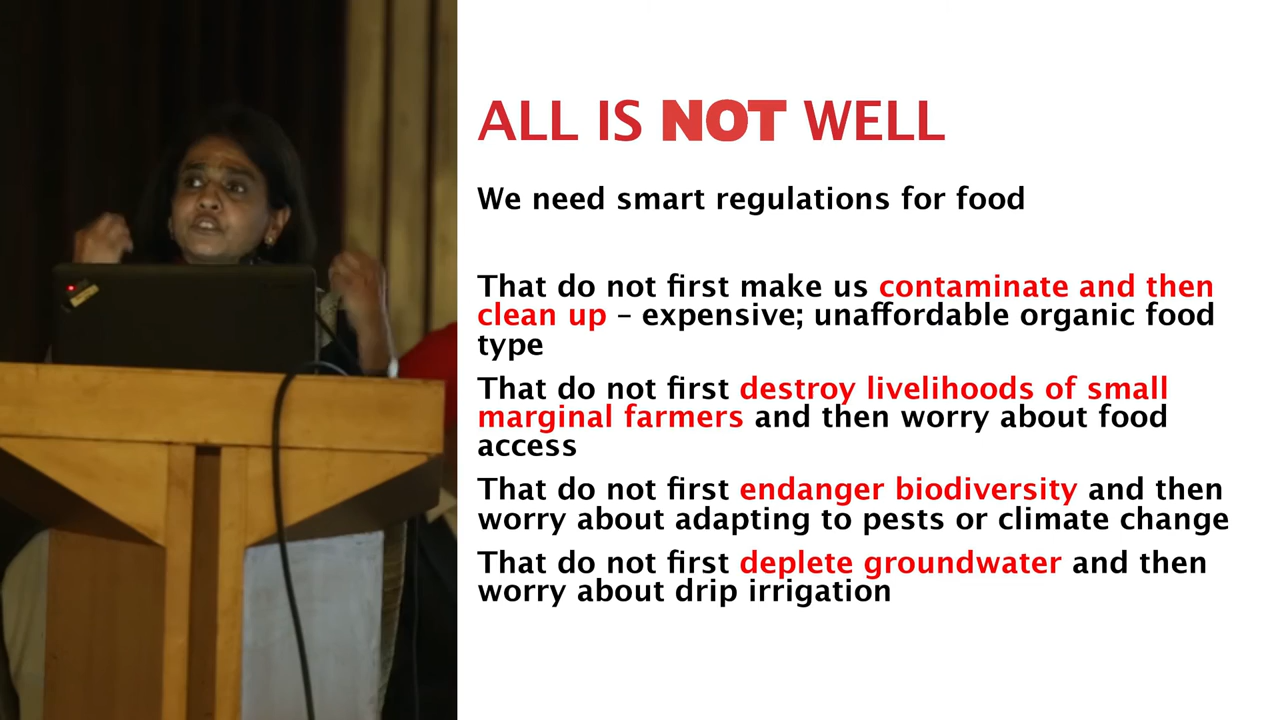 ALL IS NOT WELL
We need smart regulations for food
That do not first make us contaminate and then
clean up – expensive; unaffordable organic food
type
That do not first destroy livelihoods of small
marginal farmers and then worry about food
access
That do not first endanger biodiversity and then
worry about adapting to pests or climate change
That do not first deplete groundwater and then
worry about drip irrigation